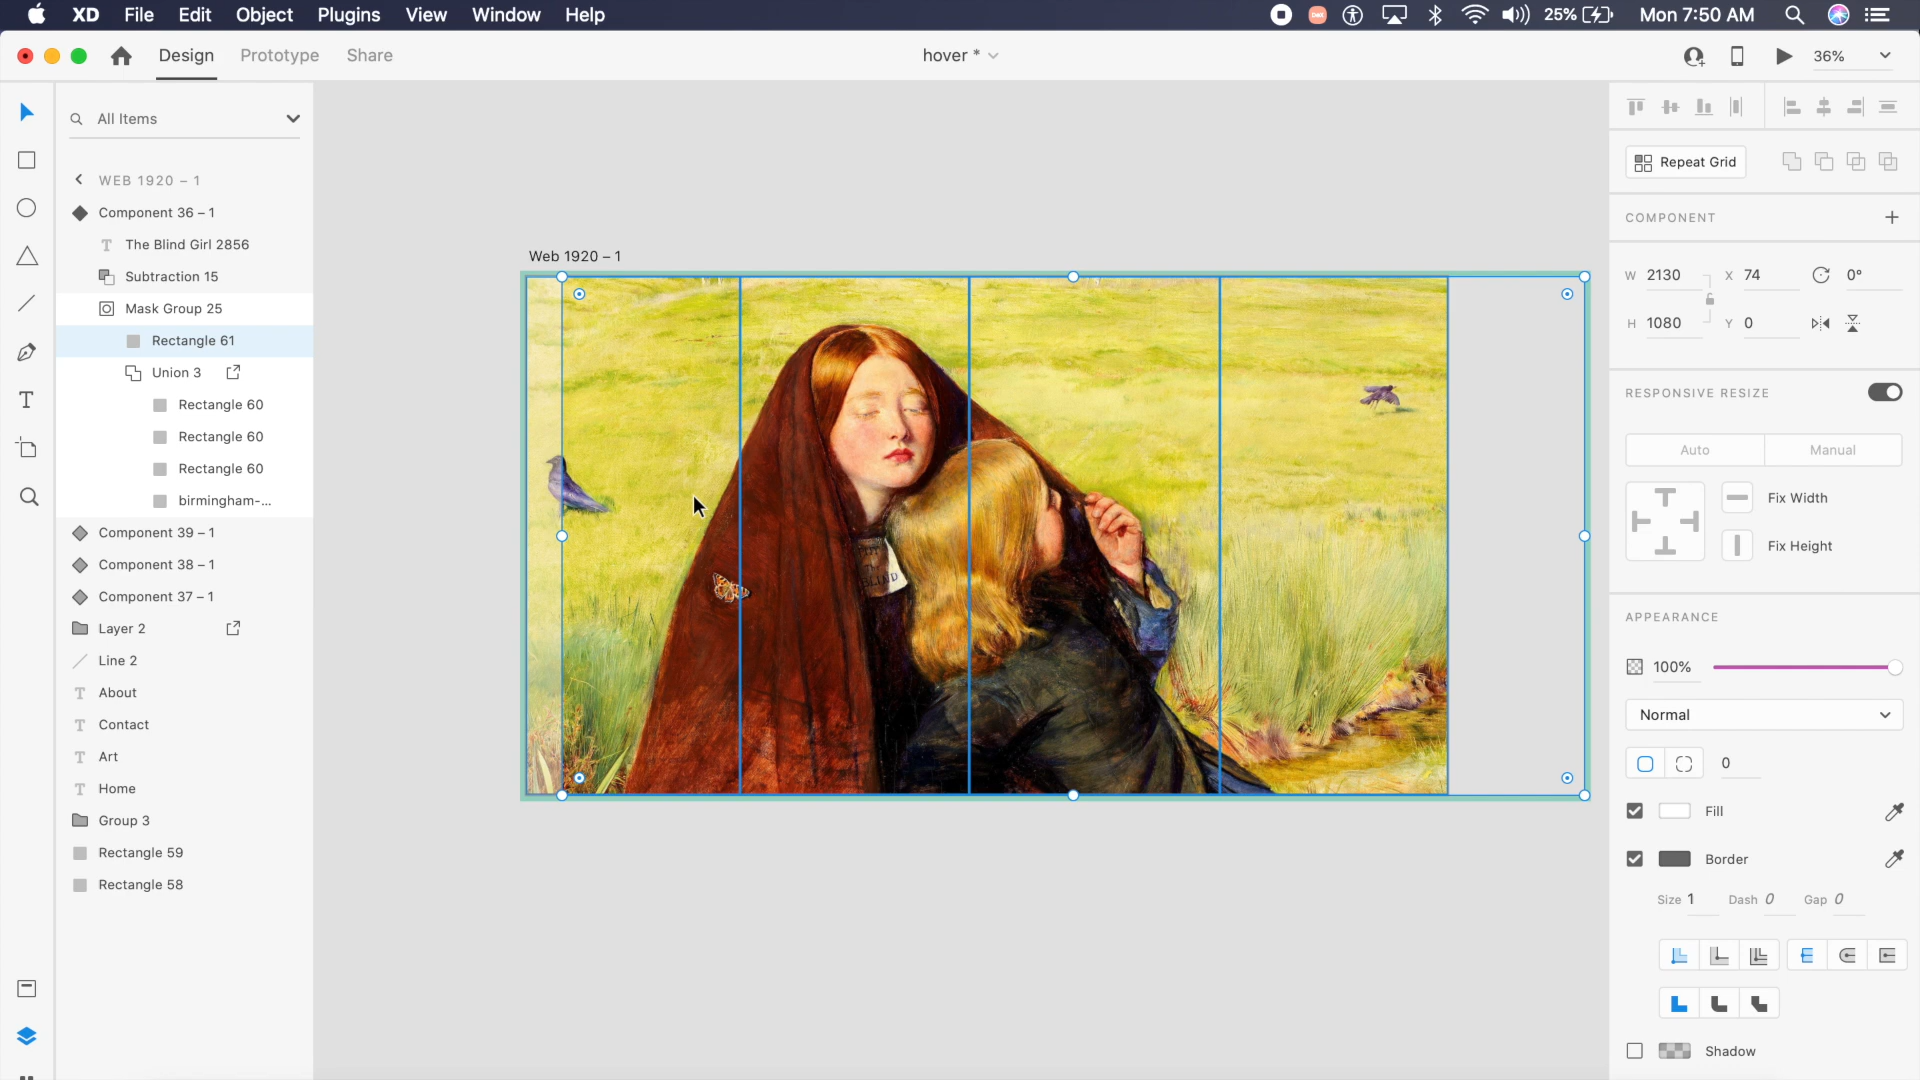 XD File Edit Object Plugins View Window Help 25% Mon 7:50 AM
Design Prototype Share hover * 36%
All Items
WEB 1920 – 1
Component 36 – 1
The Blind Girl 2856
Subtraction 15
Mask Group 25
Rectangle 61
Union 3
Rectangle 60
Rectangle 60
Rectangle 60
birmingham-...
Component 39 – 1
Component 38 – 1
Component 37 – 1
Layer 2
Line 2
About
Contact
Art
Home
Group 3
Rectangle 59
Rectangle 58
Web 1920 – 1
The
BLIND
Repeat Grid
COMPONENT
W 2130 X 74 0°
H 1080 Y 0
RESPONSIVE RESIZE
Auto Manual
Fix Width
Fix Height
APPEARANCE
100%
Normal
0
Fill
Border
Size 1 Dash 0 Gap 0
Shadow